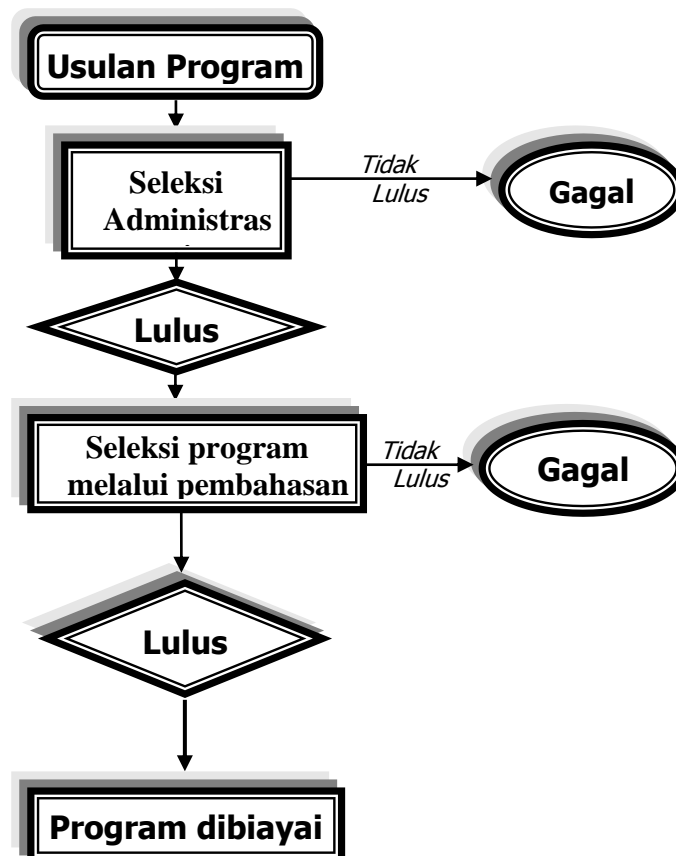 Usulan Program
Seleksi
Administras
Tidak
Lulus
Gagal
Lulus
Seleksi program
melalui pembahasan
Tidak
Lulus
Gagal
Lulus
Program dibiayai